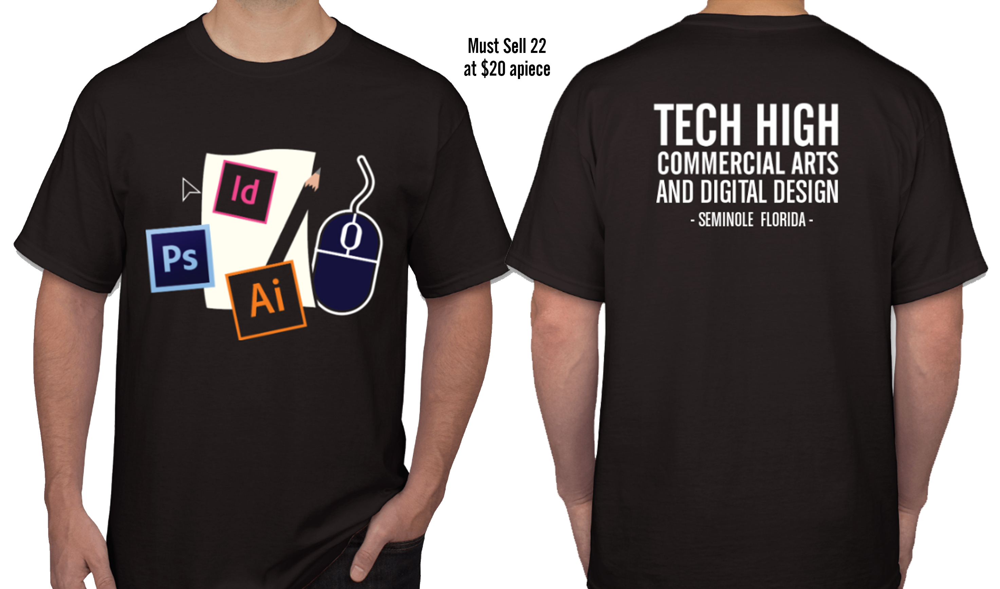 Must Sell 22
at $20 apiece
Id
Ps
Ai
TECH HIGH
COMMERCIAL ARTS
AND DIGITAL DESIGN
- SEMINOLE FLORIDA -